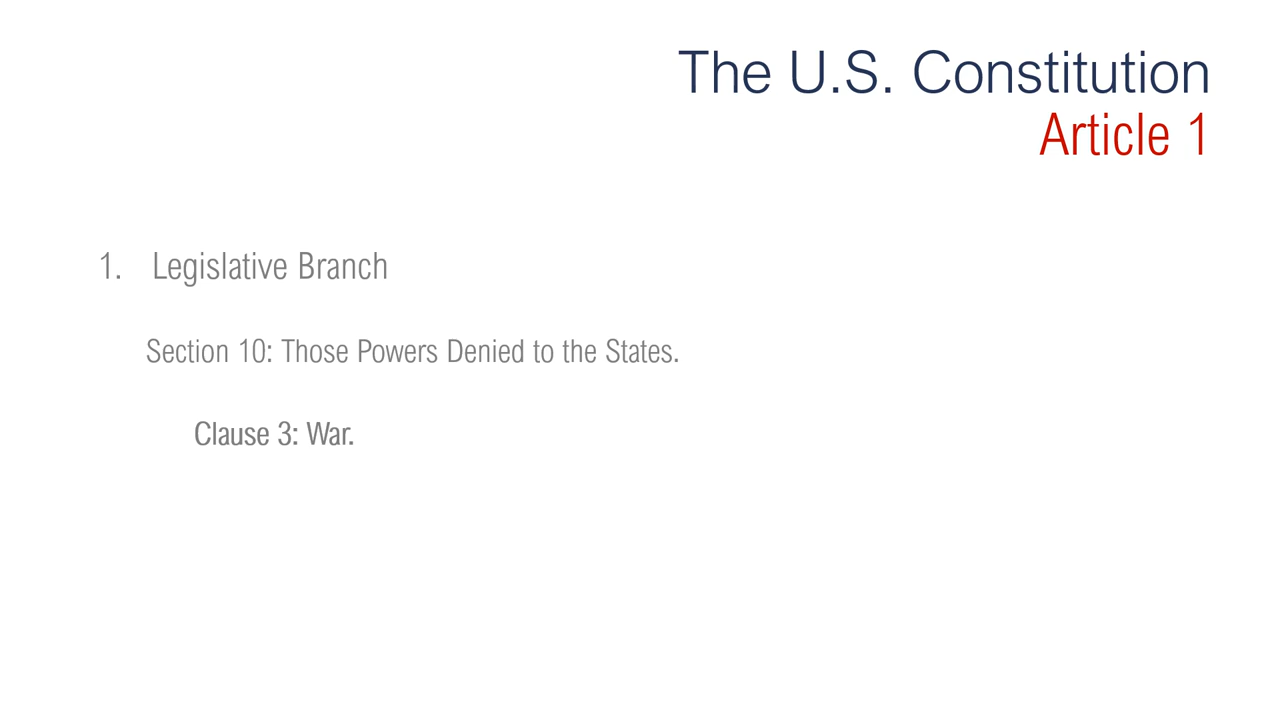 The U.S. Constitution
Article 1
1. Legislative Branch
Section 10: Those Powers Denied to the States.
Clause 3: War.